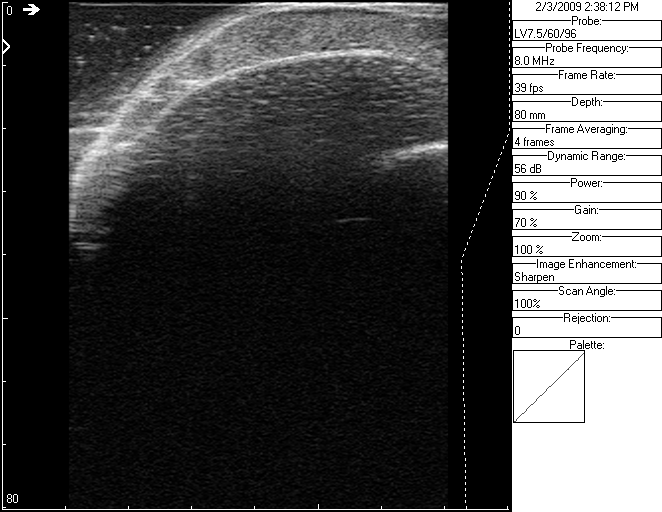 0
80
2/3/2009 2:38:12 PM
Probe:
LV7.5/60/96
Probe Frequency:
8.0 MHz
Frame Rate:
39 fps
Depth:
80 mm
Frame Averaging:
4 frames
Dynamic Range:
56 dB
Power:
90 %
Gain:
70 %
Zoom:
100 %
Image Enhancement:
Sharpen
Scan Angle:
100%
Rejection:
0
Palette: